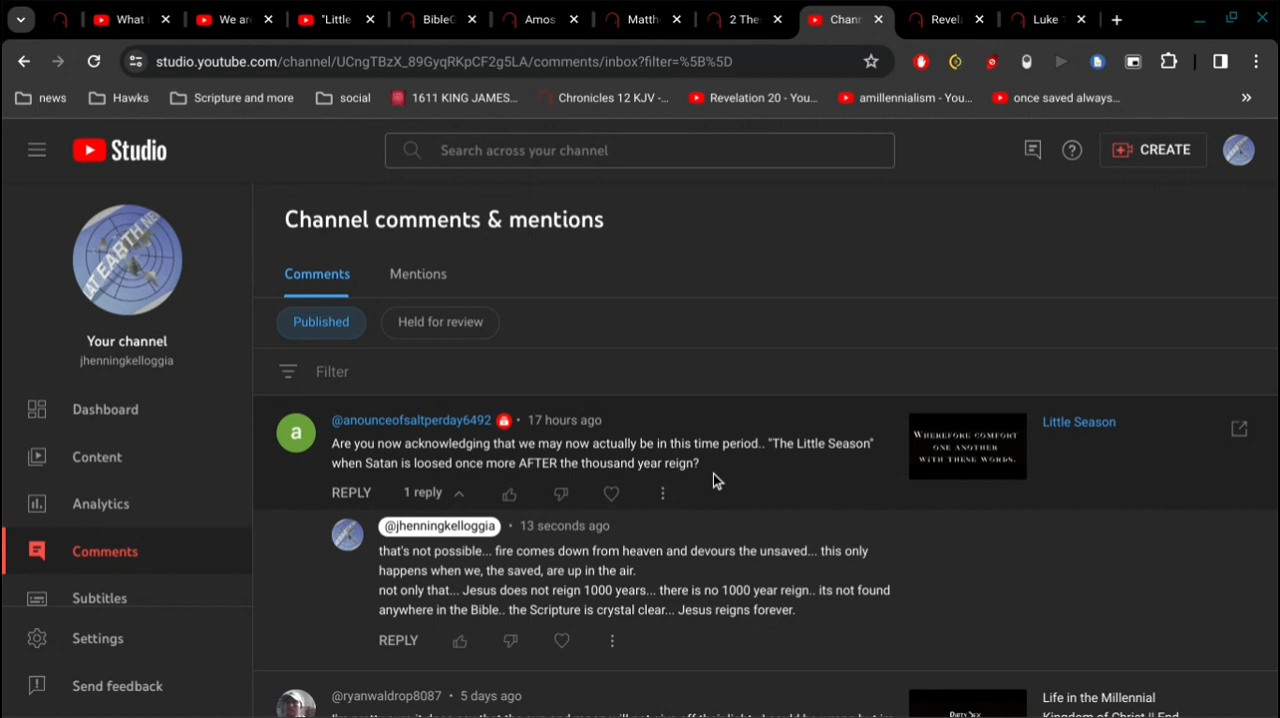 What i
We are
"Little
BibleG
Amos
Matth
2 The
Chann
Revel
Luke
studio.youtube.com/channel/UCngTBzX_89GyqRKpCF2g5LA/comments/inbox?filter=%5B%5D
news
Hawks
Scripture and more
social
1611 KING JAMES...
Chronicles 12 KJV -...
Revelation 20 - You...
amillennialism - You...
once saved always...
Studio
Search across your channel
CREATE
AT EARTH.NE
Channel comments & mentions
Comments
Mentions
Published
Held for review
Your channel
jhenningkelloggia
Filter
Dashboard
Content
Analytics
Comments
Subtitles
Settings
Send feedback
a
@anounceofsaltperday6492 • 17 hours ago
Are you now acknowledging that we may now actually be in this time period.. "The Little Season"
when Satan is loosed once more AFTER the thousand year reign?
REPLY
1 reply
WHEREFORE COMFORT
ONE ANOTHER
WITH THESE WORDS.
Little Season
@jhenningkelloggia • 13 seconds ago
that's not possible... fire comes down from heaven and devours the unsaved... this only
happens when we, the saved, are up in the air.
not only that... Jesus does not reign 1000 years... there is no 1000 year reign.. its not found
anywhere in the Bible.. the Scripture is crystal clear... Jesus reigns forever.
REPLY
@ryanwaldrop8087 • 5 days ago
Life in the Millennial
Kingdom of Christ || End